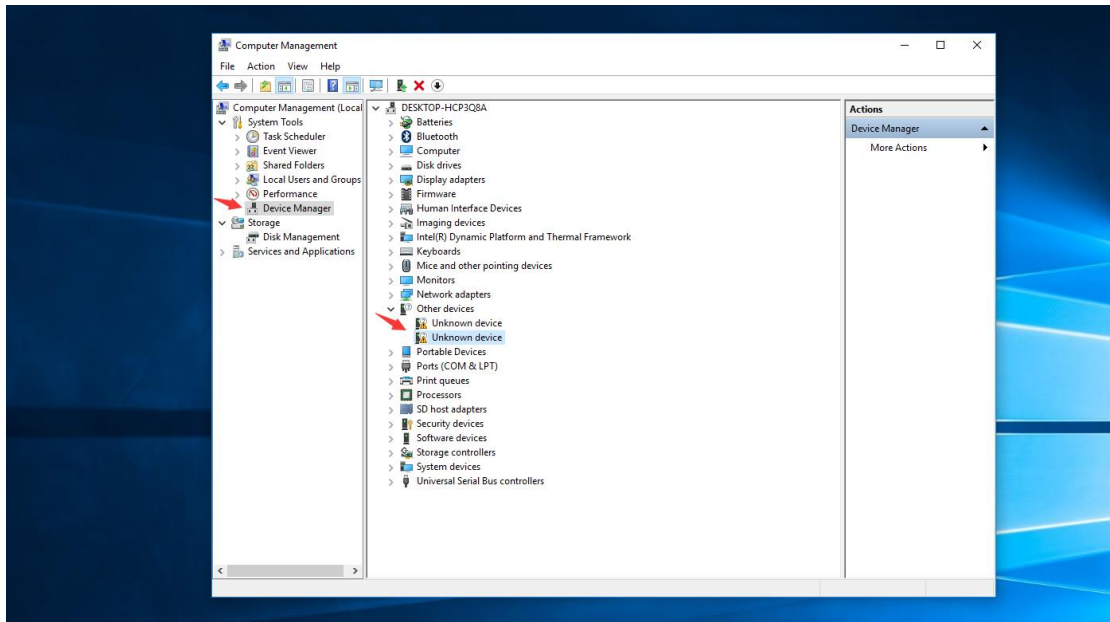 Computer Management
File Action View Help
Computer Management (Local
System Tools
Task Scheduler
Event Viewer
Shared Folders
Local Users and Groups
Performance
Device Manager
Storage
Disk Management
Services and Applications
DESKTOP-HCP3Q8A
Batteries
Bluetooth
Computer
Disk drives
Display adapters
Firmware
Human Interface Devices
Imaging devices
Intel(R) Dynamic Platform and Thermal Framework
Keyboards
Mice and other pointing devices
Monitors
Network adapters
Other devices
Unknown device
Unknown device
Portable Devices
Ports (COM & LPT)
Print queues
Processors
SD host adapters
Security devices
Software devices
Storage controllers
System devices
Universal Serial Bus controllers
Actions
Device Manager
More Actions